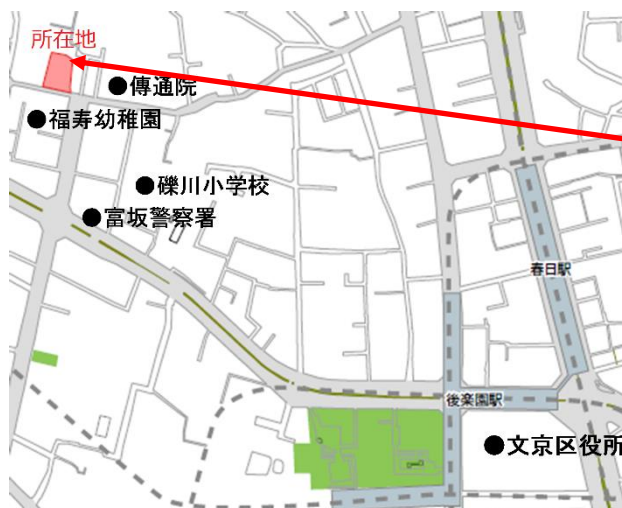 所在地
●傳通院
●福寿幼稚園
●礫川小学校
●富坂警察署
春日駅
後楽園駅
●文京区役所